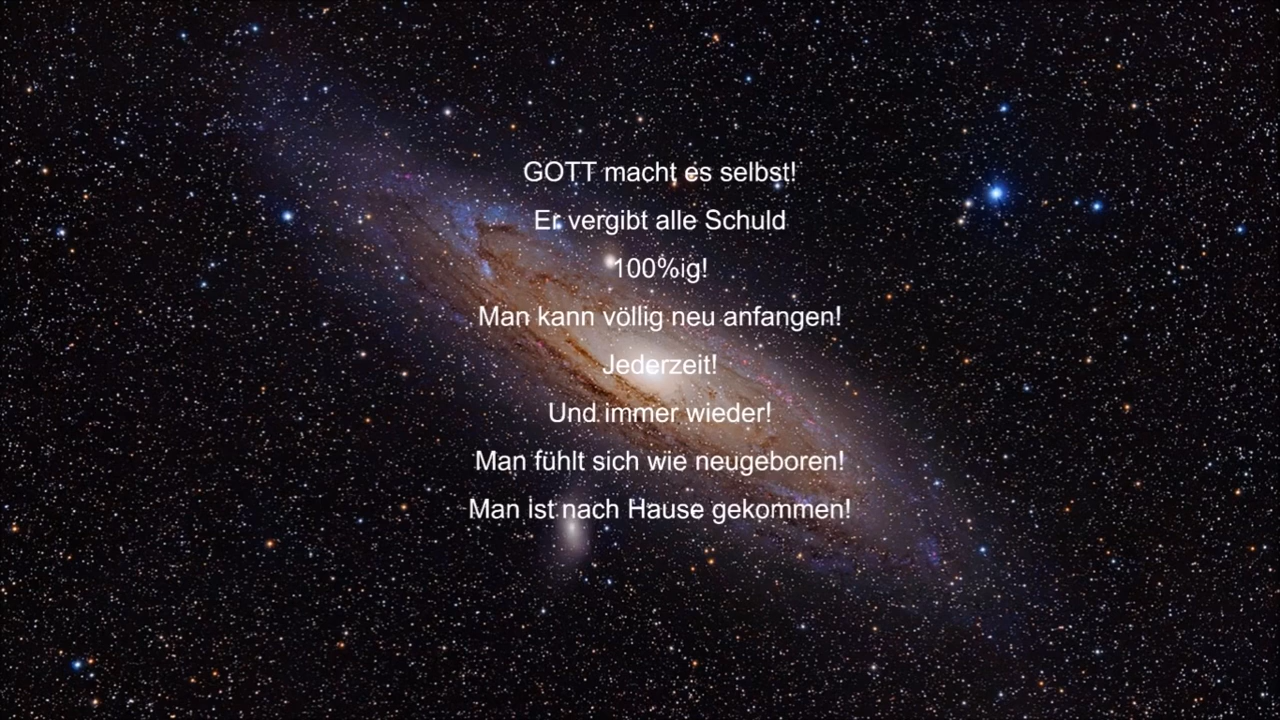 GOTT macht es selbst!
Er vergibt alle Schuld
100%ig!
Man kann völlig neu anfangen!
Jederzeit!
Und immer wieder!
Man fühlt sich wie neugeboren!
Man ist nach Hause gekommen!